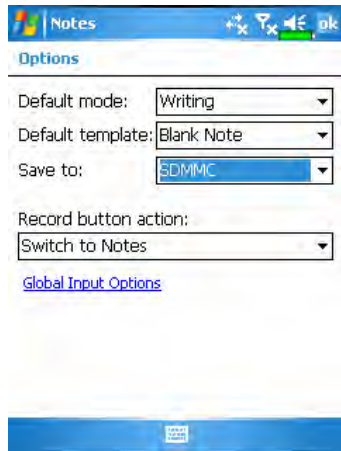 Notes ok
Options
Default mode: Writing
Default template: Blank Note
Save to: SDMMC
Record button action:
Switch to Notes
Global Input Options